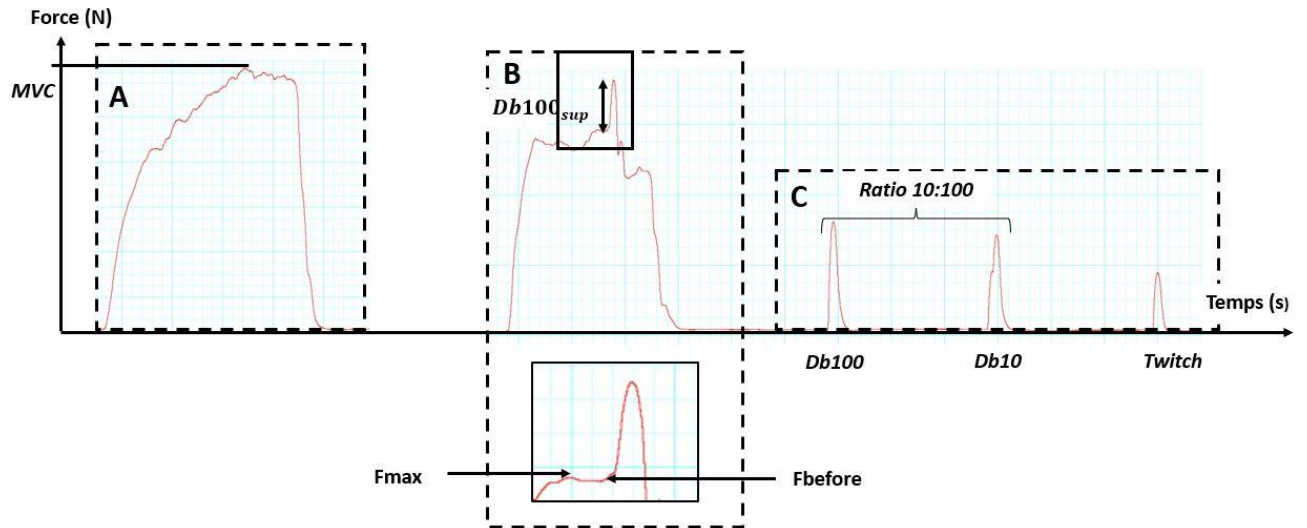 Force (N)
MVC
A
B
Db100sup
C
Ratio 10:100
Temps (s)
Db100
Db10
Twitch
Fmax
Fbefore